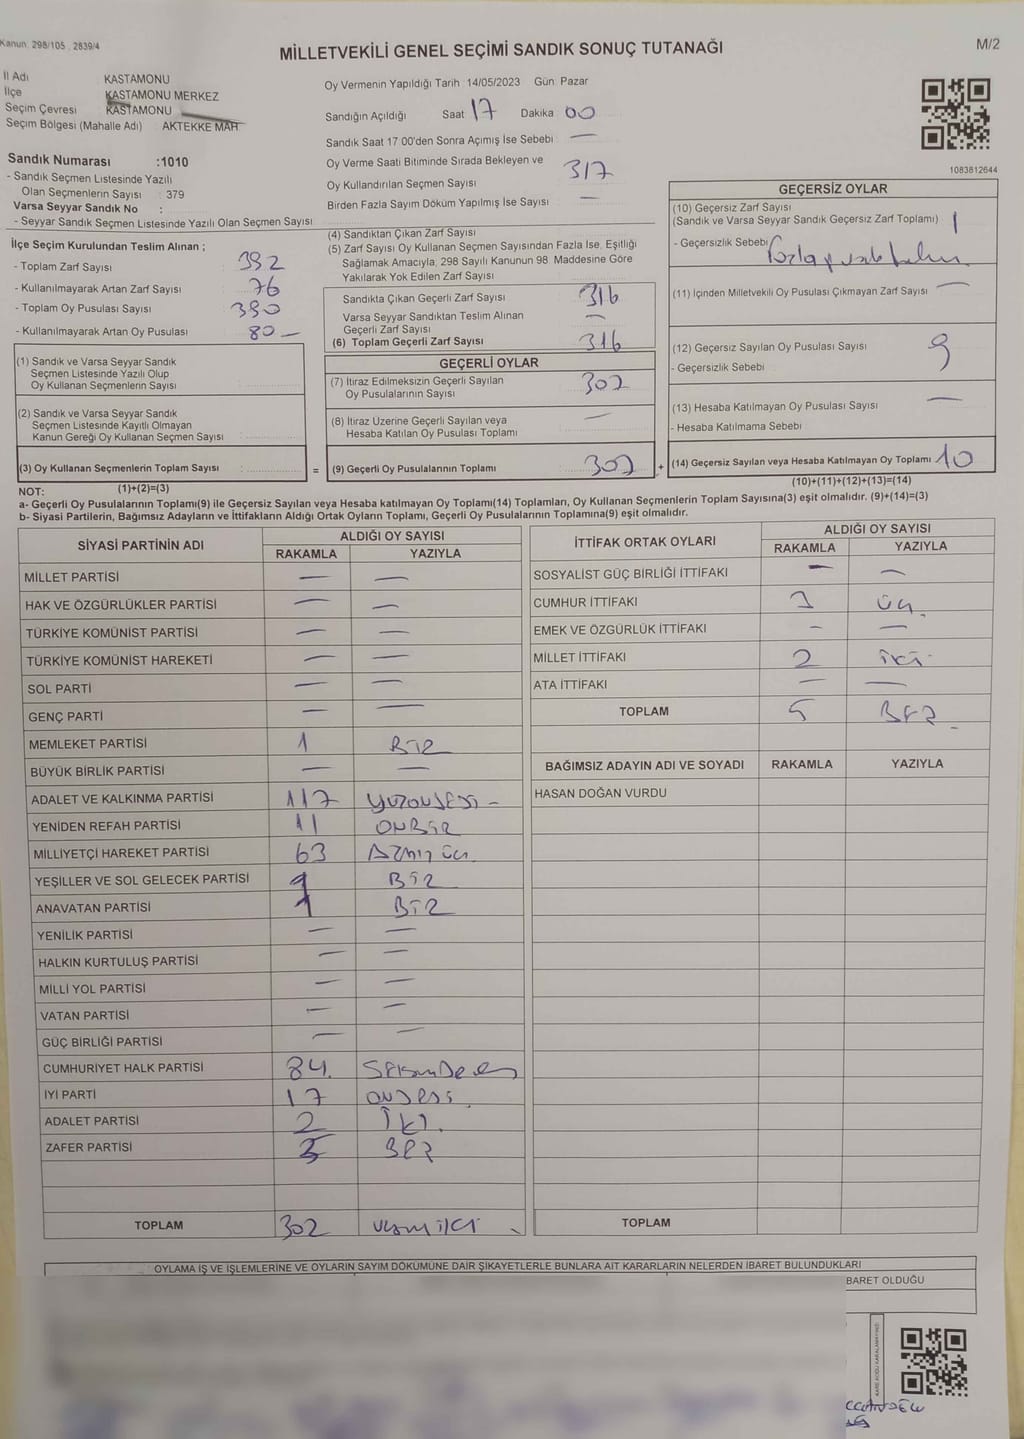 Kanun: 298/105, 2839/4
MİLLETVEKİLİ GENEL SEÇİMİ SANDIK SONUÇ TUTANAĞI
M/2
İl Adı KASTAMONU
İlçe KASTAMONU MERKEZ
Seçim Çevresi KASTAMONU
Seçim Bölgesi (Mahalle Adı) AKTEKKE MAH
Sandık Numarası :1010
- Sandık Seçmen Listesinde Yazılı
Olan Seçmenlerin Sayısı : 379
Varsa Seyyar Sandık No :
- Seyyar Sandık Seçmen Listesinde Yazılı Olan Seçmen Sayısı
Oy Vermenin Yapıldığı Tarih :14/05/2023 Gün: Pazar
Sandığın Açıldığı Saat 17 Dakika 00
Sandık Saat 17:00'den Sonra Açımış İse Sebebi —
Oy Verme Saati Bitiminde Sırada Bekleyen ve
Oy Kullandırılan Seçmen Sayısı 317
Birden Fazla Sayım Döküm Yapılmış İse Sayısı —
1083812644
İlçe Seçim Kurulundan Teslim Alınan ;
- Toplam Zarf Sayısı 392
- Kullanılmayarak Artan Zarf Sayısı 76
- Toplam Oy Pusulası Sayısı 390
- Kullanılmayarak Artan Oy Pusulası 80 —
(1) Sandık ve Varsa Seyyar Sandık
Seçmen Listesinde Yazılı Olup
Oy Kullanan Seçmenlerin Sayısı
(2) Sandık ve Varsa Seyyar Sandık
Seçmen Listesinde Kayıtlı Olmayan
Kanun Gereği Oy Kullanan Seçmen Sayısı
(3) Oy Kullanan Seçmenlerin Toplam Sayısı =
(4) Sandıktan Çıkan Zarf Sayısı
(5) Zarf Sayısı Oy Kullanan Seçmen Sayısından Fazla İse, Eşitliği
Sağlamak Amacıyla, 298 Sayılı Kanunun 98. Maddesine Göre
Yakılarak Yok Edilen Zarf Sayısı
Sandıkta Çıkan Geçerli Zarf Sayısı 316
Varsa Seyyar Sandıktan Teslim Alınan
Geçerli Zarf Sayısı —
(6) Toplam Geçerli Zarf Sayısı 316
GEÇERLİ OYLAR
(7) İtiraz Edilmeksizin Geçerli Sayılan
Oy Pusulalarının Sayısı 302
(8) İtiraz Üzerine Geçerli Sayılan veya
Hesaba Katılan Oy Pusulası Toplamı —
(9) Geçerli Oy Pusulalarının Toplamı 302 +
GEÇERSİZ OYLAR
(10) Geçersiz Zarf Sayısı
(Sandık ve Varsa Seyyar Sandık Geçersiz Zarf Toplamı) 1
- Geçersizlik Sebebi
(11) İçinden Milletvekili Oy Pusulası Çıkmayan Zarf Sayısı —
(12) Geçersiz Sayılan Oy Pusulası Sayısı 9
- Geçersizlik Sebebi
(13) Hesaba Katılmayan Oy Pusulası Sayısı —
- Hesaba Katılmama Sebebi
(14) Geçersiz Sayılan veya Hesaba Katılmayan Oy Toplamı 10
(1)+(2)=(3)
(10)+(11)+(12)+(13)=(14)
NOT:
a- Geçerli Oy Pusulalarının Toplamı(9) ile Geçersiz Sayılan veya Hesaba katılmayan Oy Toplamı(14) Toplamları, Oy Kullanan Seçmenlerin Toplam Sayısına(3) eşit olmalıdır. (9)+(14)=(3)
b- Siyasi Partilerin, Bağımsız Adayların ve İttifakların Aldığı Ortak Oyların Toplamı, Geçerli Oy Pusulalarının Toplamına(9) eşit olmalıdır.
SİYASİ PARTİNİN ADI ALDIĞI OY SAYISI
RAKAMLA YAZIYLA
MİLLET PARTİSİ — —
HAK VE ÖZGÜRLÜKLER PARTİSİ — —
TÜRKİYE KOMÜNİST PARTİSİ — —
TÜRKİYE KOMÜNİST HAREKETİ — —
SOL PARTİ — —
GENÇ PARTİ — —
MEMLEKET PARTİSİ 1 BİR
BÜYÜK BİRLİK PARTİSİ — —
ADALET VE KALKINMA PARTİSİ 117 YUZONJEDİ -
YENİDEN REFAH PARTİSİ 11 ONBİR
MİLLİYETÇİ HAREKET PARTİSİ 63 AZMIŞ ÜÇ.
YEŞİLLER VE SOL GELECEK PARTİSİ 1 BİR
ANAVATAN PARTİSİ 1 BİR
YENİLİK PARTİSİ — —
HALKIN KURTULUŞ PARTİSİ — —
MİLLİ YOL PARTİSİ — —
VATAN PARTİSİ — —
GÜÇ BİRLİĞİ PARTİSİ — —
CUMHURİYET HALK PARTİSİ 84.
İYİ PARTİ 17
ADALET PARTİSİ 2 İKİ.
ZAFER PARTİSİ
TOPLAM 302
İTTİFAK ORTAK OYLARI ALDIĞI OY SAYISI
RAKAMLA YAZIYLA
SOSYALİST GÜÇ BİRLİĞİ İTTİFAKI — —
CUMHUR İTTİFAKI 3 ÜÇ.
EMEK VE ÖZGÜRLÜK İTTİFAKI — —
MİLLET İTTİFAKI 2 İKİ
ATA İTTİFAKI — —
TOPLAM 5 BEŞ
BAĞIMSIZ ADAYIN ADI VE SOYADI RAKAMLA YAZIYLA
HASAN DOĞAN VURDU
TOPLAM
OYLAMA İŞ VE İŞLEMLERİNE VE OYLARIN SAYIM DÖKÜMÜNE DAİR ŞİKAYETLERLE BUNLARA AİT KARARLARIN NELERDEN İBARET BULUNDUKLARI
BARET OLDUĞU